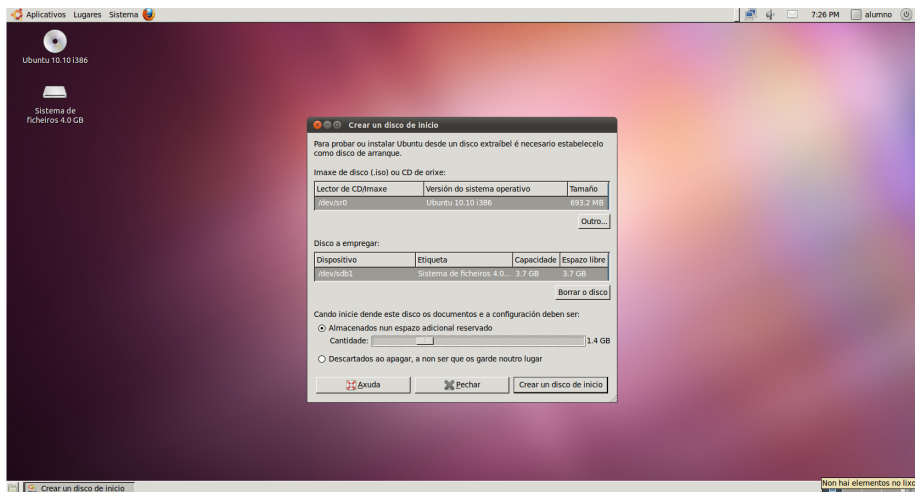 Aplicativos Lugares Sistema 7:26 PM alumno
Ubuntu 10.10 i386
Sistema de
ficheiros 4.0 GB
Crear un disco de inicio
Para probar ou instalar Ubuntu desde un disco extraíbel é necesario estabelecelo
como disco de arranque.
Imaxe de disco (.iso) ou CD de orixe:
Lector de CD/Imaxe Versión do sistema operativo Tamaño
/dev/sr0 Ubuntu 10.10 i386 693.2 MB
Outro...
Disco a empregar:
Dispositivo Etiqueta Capacidade Espazo libre
/dev/sdb1 Sistema de ficheiros 4.0... 3.7 GB 3.7 GB
Borrar o disco
Cando inicie dende este disco os documentos e a configuración deben ser:
Almacenados nun espazo adicional reservado
Cantidade: 1.4 GB
Descartados ao apagar, a non ser que os garde noutro lugar
Axuda Pechar Crear un disco de inicio
Crear un disco de inicio
Non hai elementos no lixo